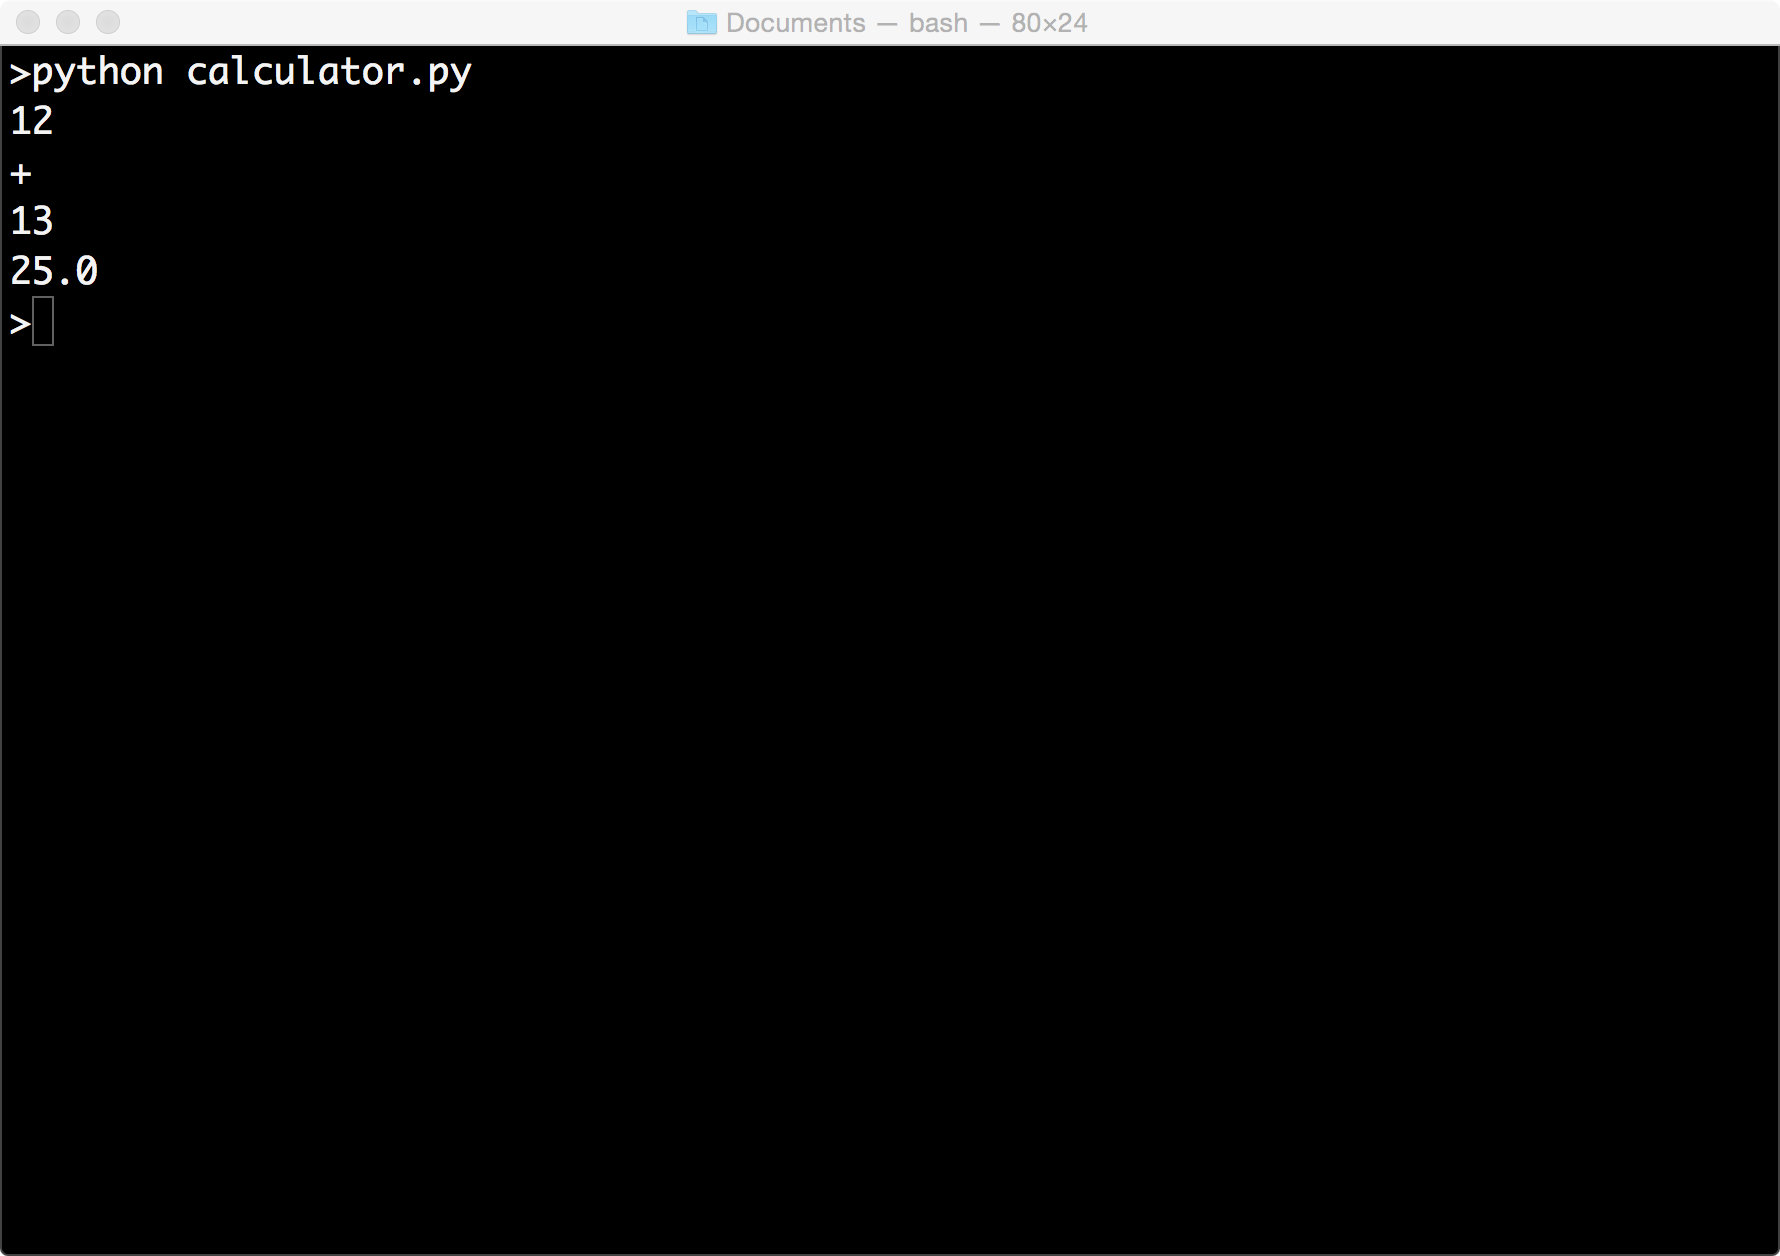 Documents — bash — 80×24
>python calculator.py
12
+
13
25.0
>